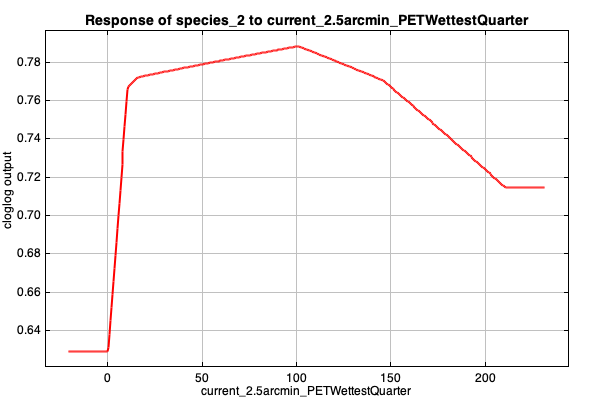 Response of species_2 to current_2.5arcmin_PETWettestQuarter
0.78
0.76
0.74
0.72
0.70
0.68
0.66
0.64
cloglog output
0 50 100 150 200
current_2.5arcmin_PETWettestQuarter